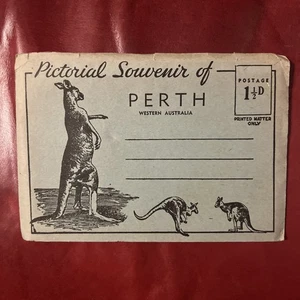 Pictorial Souvenir of
PERTH
WESTERN AUSTRALIA
POSTAGE
1½D
PRINTED MATTER
ONLY